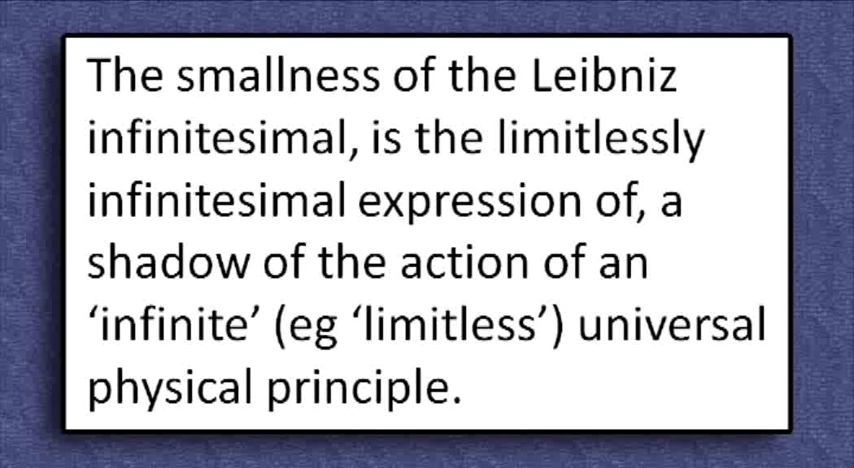 The smallness of the Leibniz
infinitesimal, is the limitlessly
infinitesimal expression of, a
shadow of the action of an
‘infinite’ (eg ‘limitless’) universal
physical principle.